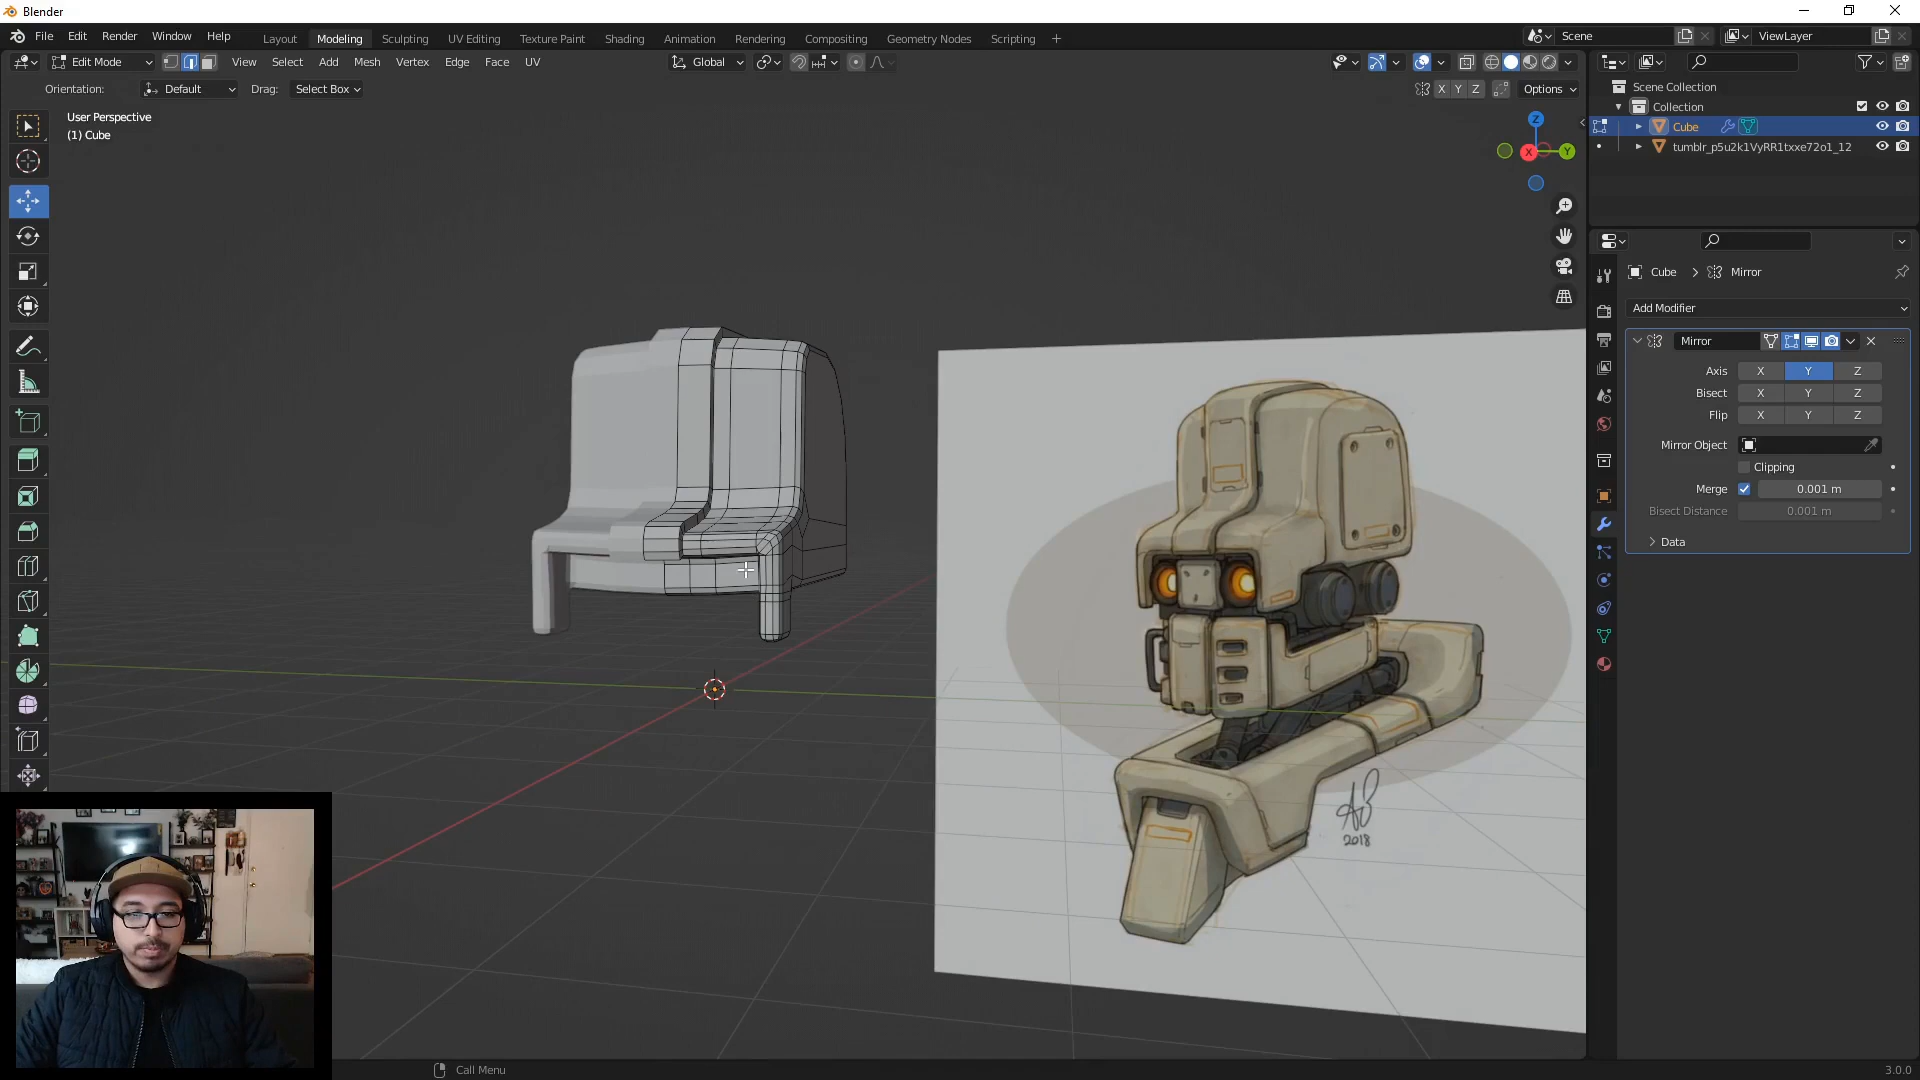 Blender
File Edit Render Window Help
Layout Modeling Sculpting UV Editing Texture Paint Shading Animation Rendering Compositing Geometry Nodes Scripting +
Scene
ViewLayer
Edit Mode View Select Add Mesh Vertex Edge Face UV
Global
Orientation: Default Drag: Select Box
X Y Z Options
User Perspective
(1) Cube
Z
X
Y
Scene Collection
Collection
Cube
tumblr_p5u2k1VyRR1txxe72o1_12
Cube > Mirror
Add Modifier
Mirror
Axis X Y Z
Bisect X Y Z
Flip X Y Z
Mirror Object
Clipping
Merge 0.001 m
Bisect Distance 0.001 m
Data
AB
2018
Call Menu
3.0.0